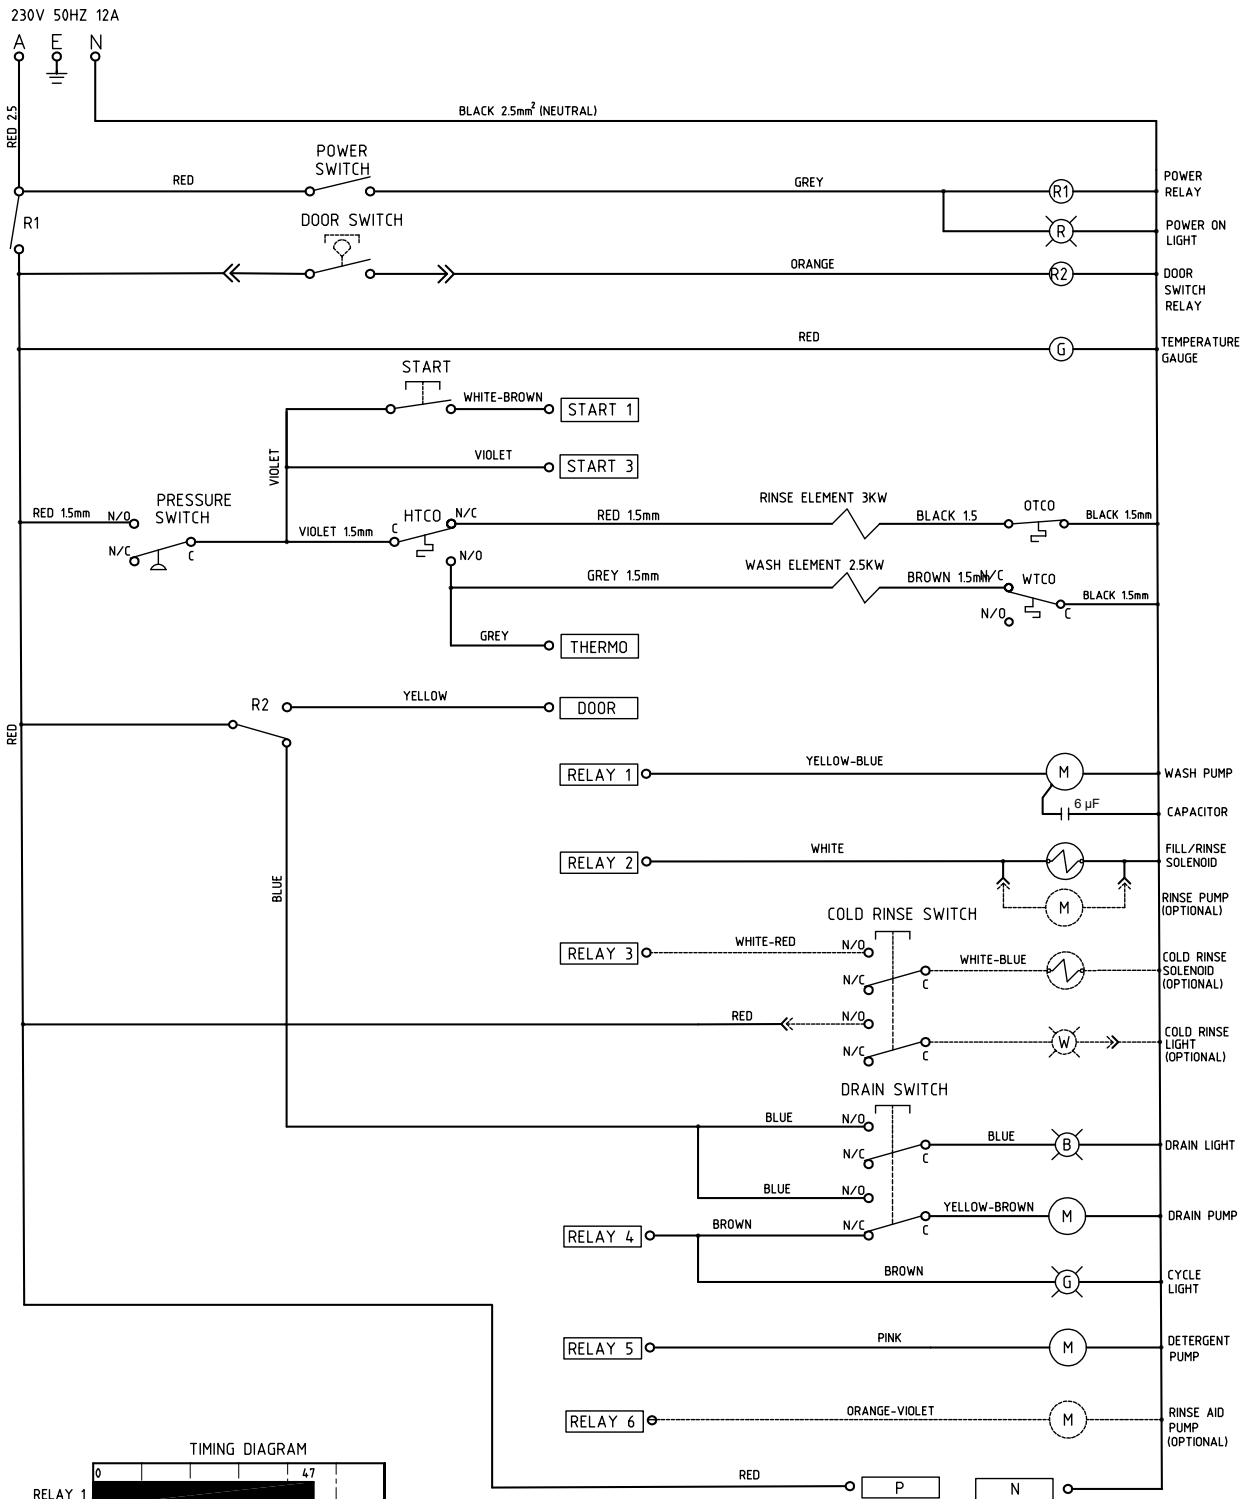 230V 50HZ 12A
A E N
RED 2.5
BLACK 2.5mm² (NEUTRAL)
POWER
SWITCH
RED
GREY
R1
POWER
RELAY
R1
DOOR SWITCH
R
POWER ON
LIGHT
ORANGE
R2
DOOR
SWITCH
RELAY
RED
G
TEMPERATURE
GAUGE
START
WHITE-BROWN
START 1
VIOLET
VIOLET
START 3
RED 1.5mm
N/O
PRESSURE
SWITCH
N/C
C
VIOLET 1.5mm
C
HTCO
N/C
N/O
RED 1.5mm
RINSE ELEMENT 3KW
BLACK 1.5
OTCO
BLACK 1.5mm
GREY 1.5mm
WASH ELEMENT 2.5KW
BROWN 1.5mm
N/C
WTCO
N/O
C
BLACK 1.5mm
GREY
THERMO
R2
YELLOW
DOOR
RED
RELAY 1
YELLOW-BLUE
M
WASH PUMP
6 µF
CAPACITOR
RELAY 2
WHITE
FILL/RINSE
SOLENOID
BLUE
M
RINSE PUMP
(OPTIONAL)
COLD RINSE SWITCH
RELAY 3
WHITE-RED
N/O
N/C
C
WHITE-BLUE
COLD RINSE
SOLENOID
(OPTIONAL)
RED
N/O
N/C
C
W
COLD RINSE
LIGHT
(OPTIONAL)
DRAIN SWITCH
BLUE
N/O
N/C
C
BLUE
B
DRAIN LIGHT
BLUE
N/O
YELLOW-BROWN
M
DRAIN PUMP
RELAY 4
BROWN
N/C
C
BROWN
G
CYCLE
LIGHT
RELAY 5
PINK
M
DETERGENT
PUMP
RELAY 6
ORANGE-VIOLET
M
RINSE AID
PUMP
(OPTIONAL)
TIMING DIAGRAM
0 47
RELAY 1
RED
P
N